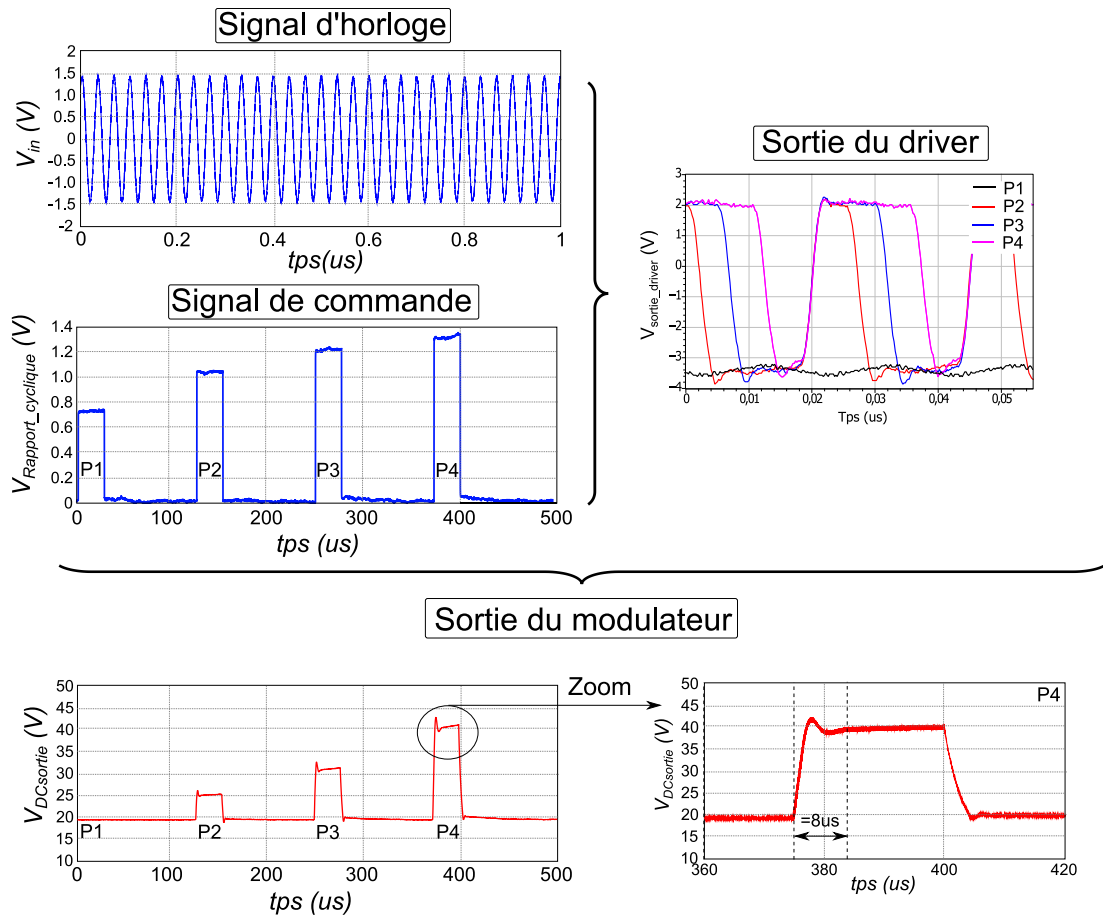 Signal d'horloge
V_in (V)
2
1.5
1.0
0.5
0
-0.5
-1.0
-1.5
-2
0 0.2 0.4 0.6 0.8 1
tps(us)
Signal de commande
V_Rapport_cyclique (V)
1.4
1.2
1.0
0.8
0.6
0.4
0.2
0
P1 P2 P3 P4
0 100 200 300 400 500
tps (us)
Sortie du driver
V_sortie_driver (V)
3
2
1
0
−1
−2
−3
−4
P1
P2
P3
P4
0 0,01 0,02 0,03 0,04 0,05
Tps (us)
Sortie du modulateur
V_DCsortie (V)
50
45
40
35
30
25
20
15
10
P1 P2 P3 P4
0 100 200 300 400 500
tps (us)
Zoom
V_DCsortie (V)
50
45
40
35
30
25
20
15
10
P4
=8us
360 380 400 420
tps (us)